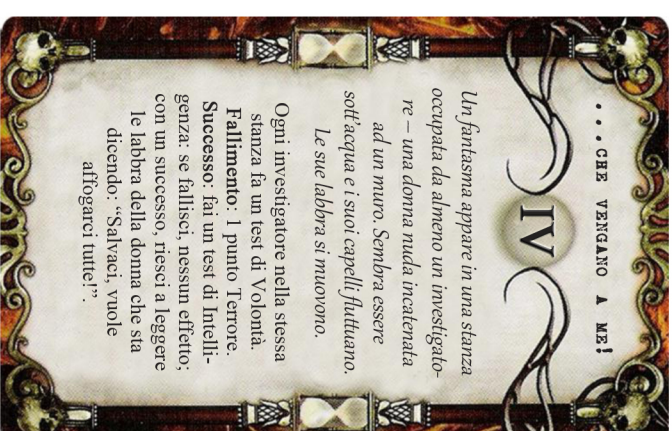 ...CHE VENGANO A ME!
IV
Un fantasma appare in una stanza
occupata da almeno un investigato-
re – una donna nuda incatenata
ad un muro. Sembra essere
sott'acqua e i suoi capelli fluttuano.
Le sue labbra si muovono.
Ogni investigatore nella stessa
stanza fa un test di Volontà.
Fallimento: 1 punto Terrore.
Successo: fai un test di Intelli-
genza: se fallisci, nessun effetto;
con un successo, riesci a leggere
le labbra della donna che sta
dicendo: “Salvaci, vuole
affogarci tutte!”.